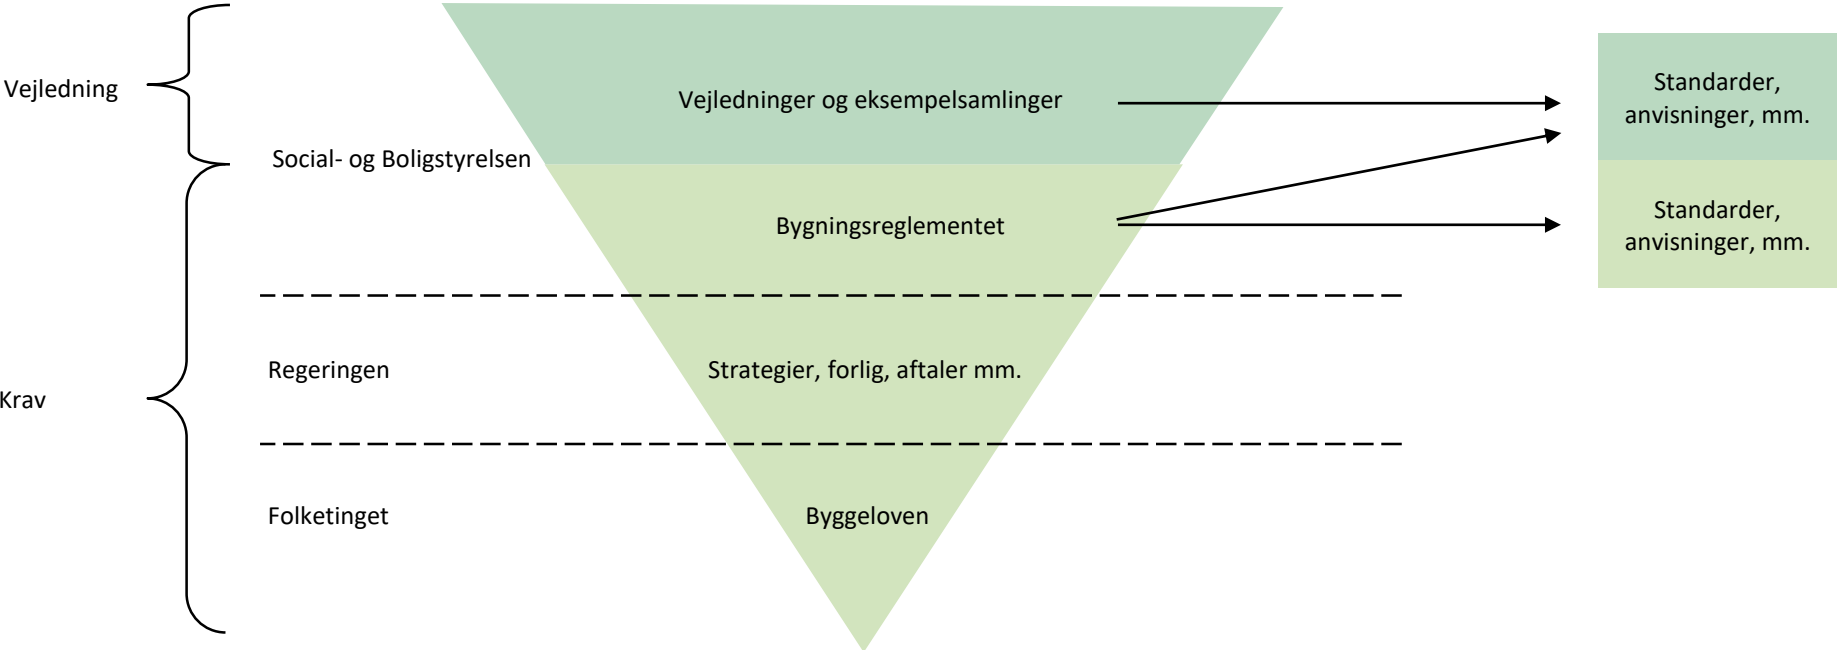 Vejledning
Social- og Boligstyrelsen
Vejledninger og eksempelsamlinger
Standarder,
anvisninger, mm.
Bygningsreglementet
Standarder,
anvisninger, mm.
Krav
Regeringen
Strategier, forlig, aftaler mm.
Folketinget
Byggeloven